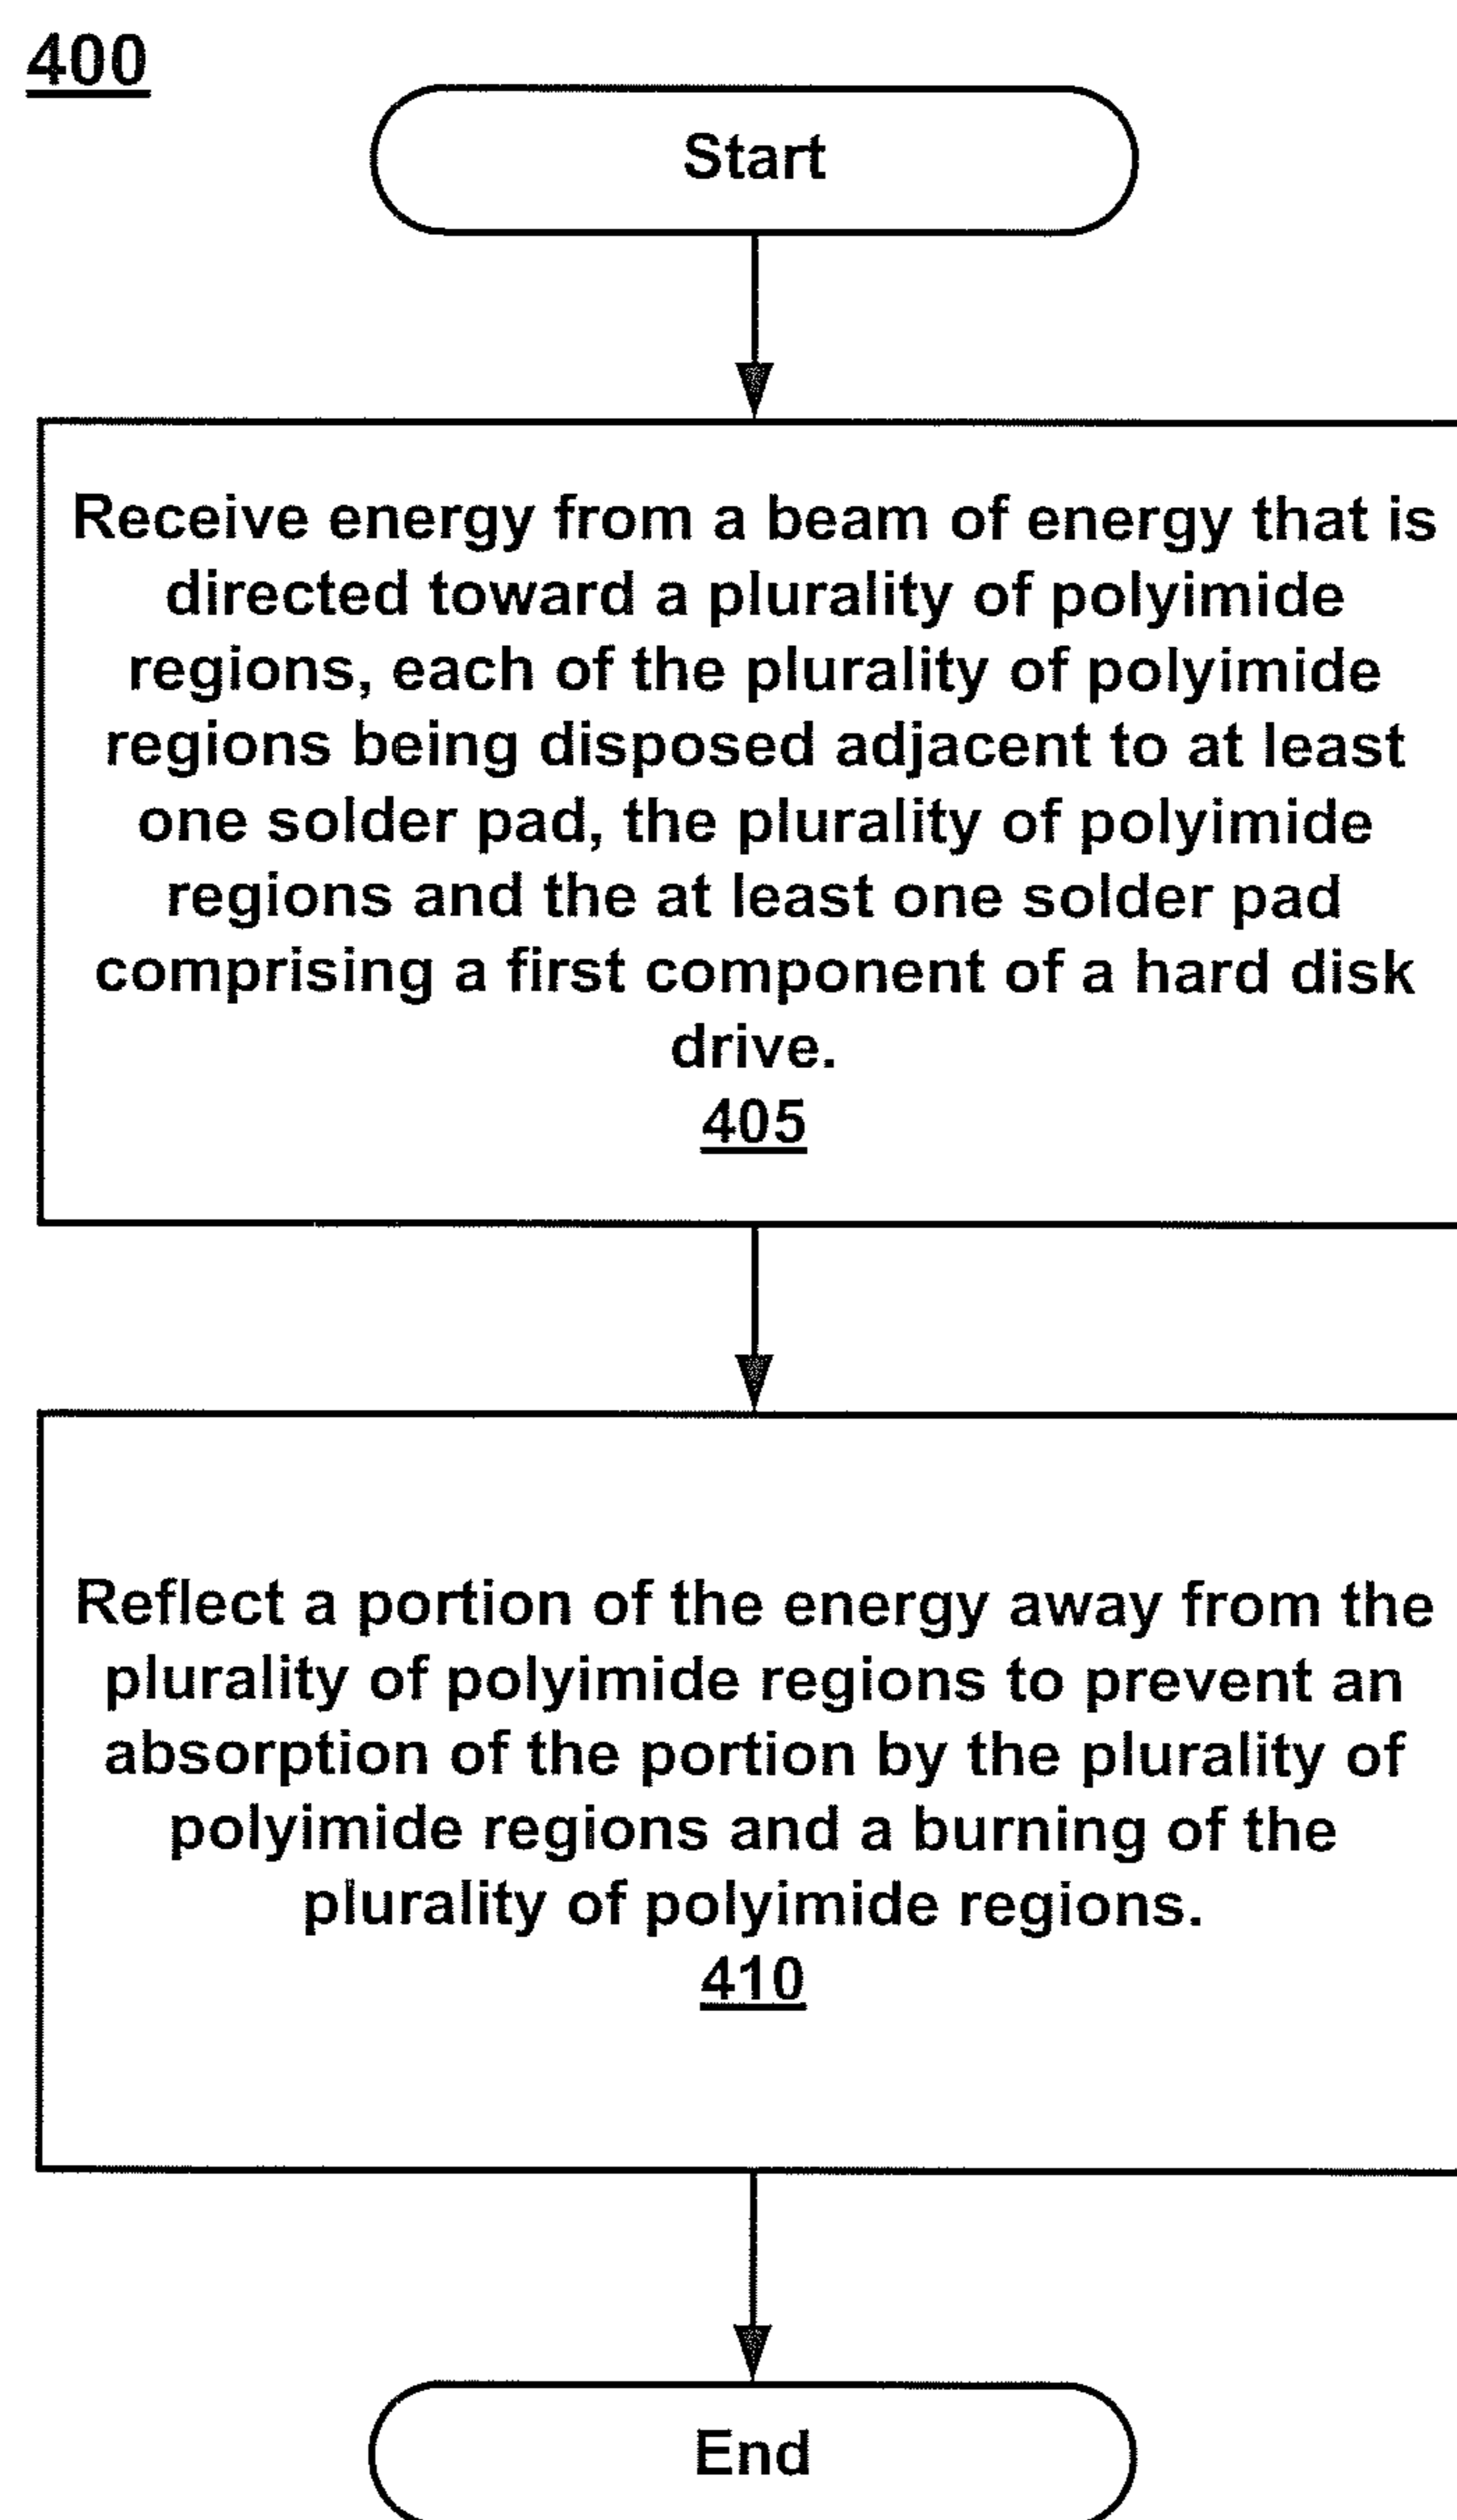 400
Start
Receive energy from a beam of energy that is
directed toward a plurality of polyimide
regions, each of the plurality of polyimide
regions being disposed adjacent to at least
one solder pad, the plurality of polyimide
regions and the at least one solder pad
comprising a first component of a hard disk
drive.
405
Reflect a portion of the energy away from the
plurality of polyimide regions to prevent an
absorption of the portion by the plurality of
polyimide regions and a burning of the
plurality of polyimide regions.
410
End